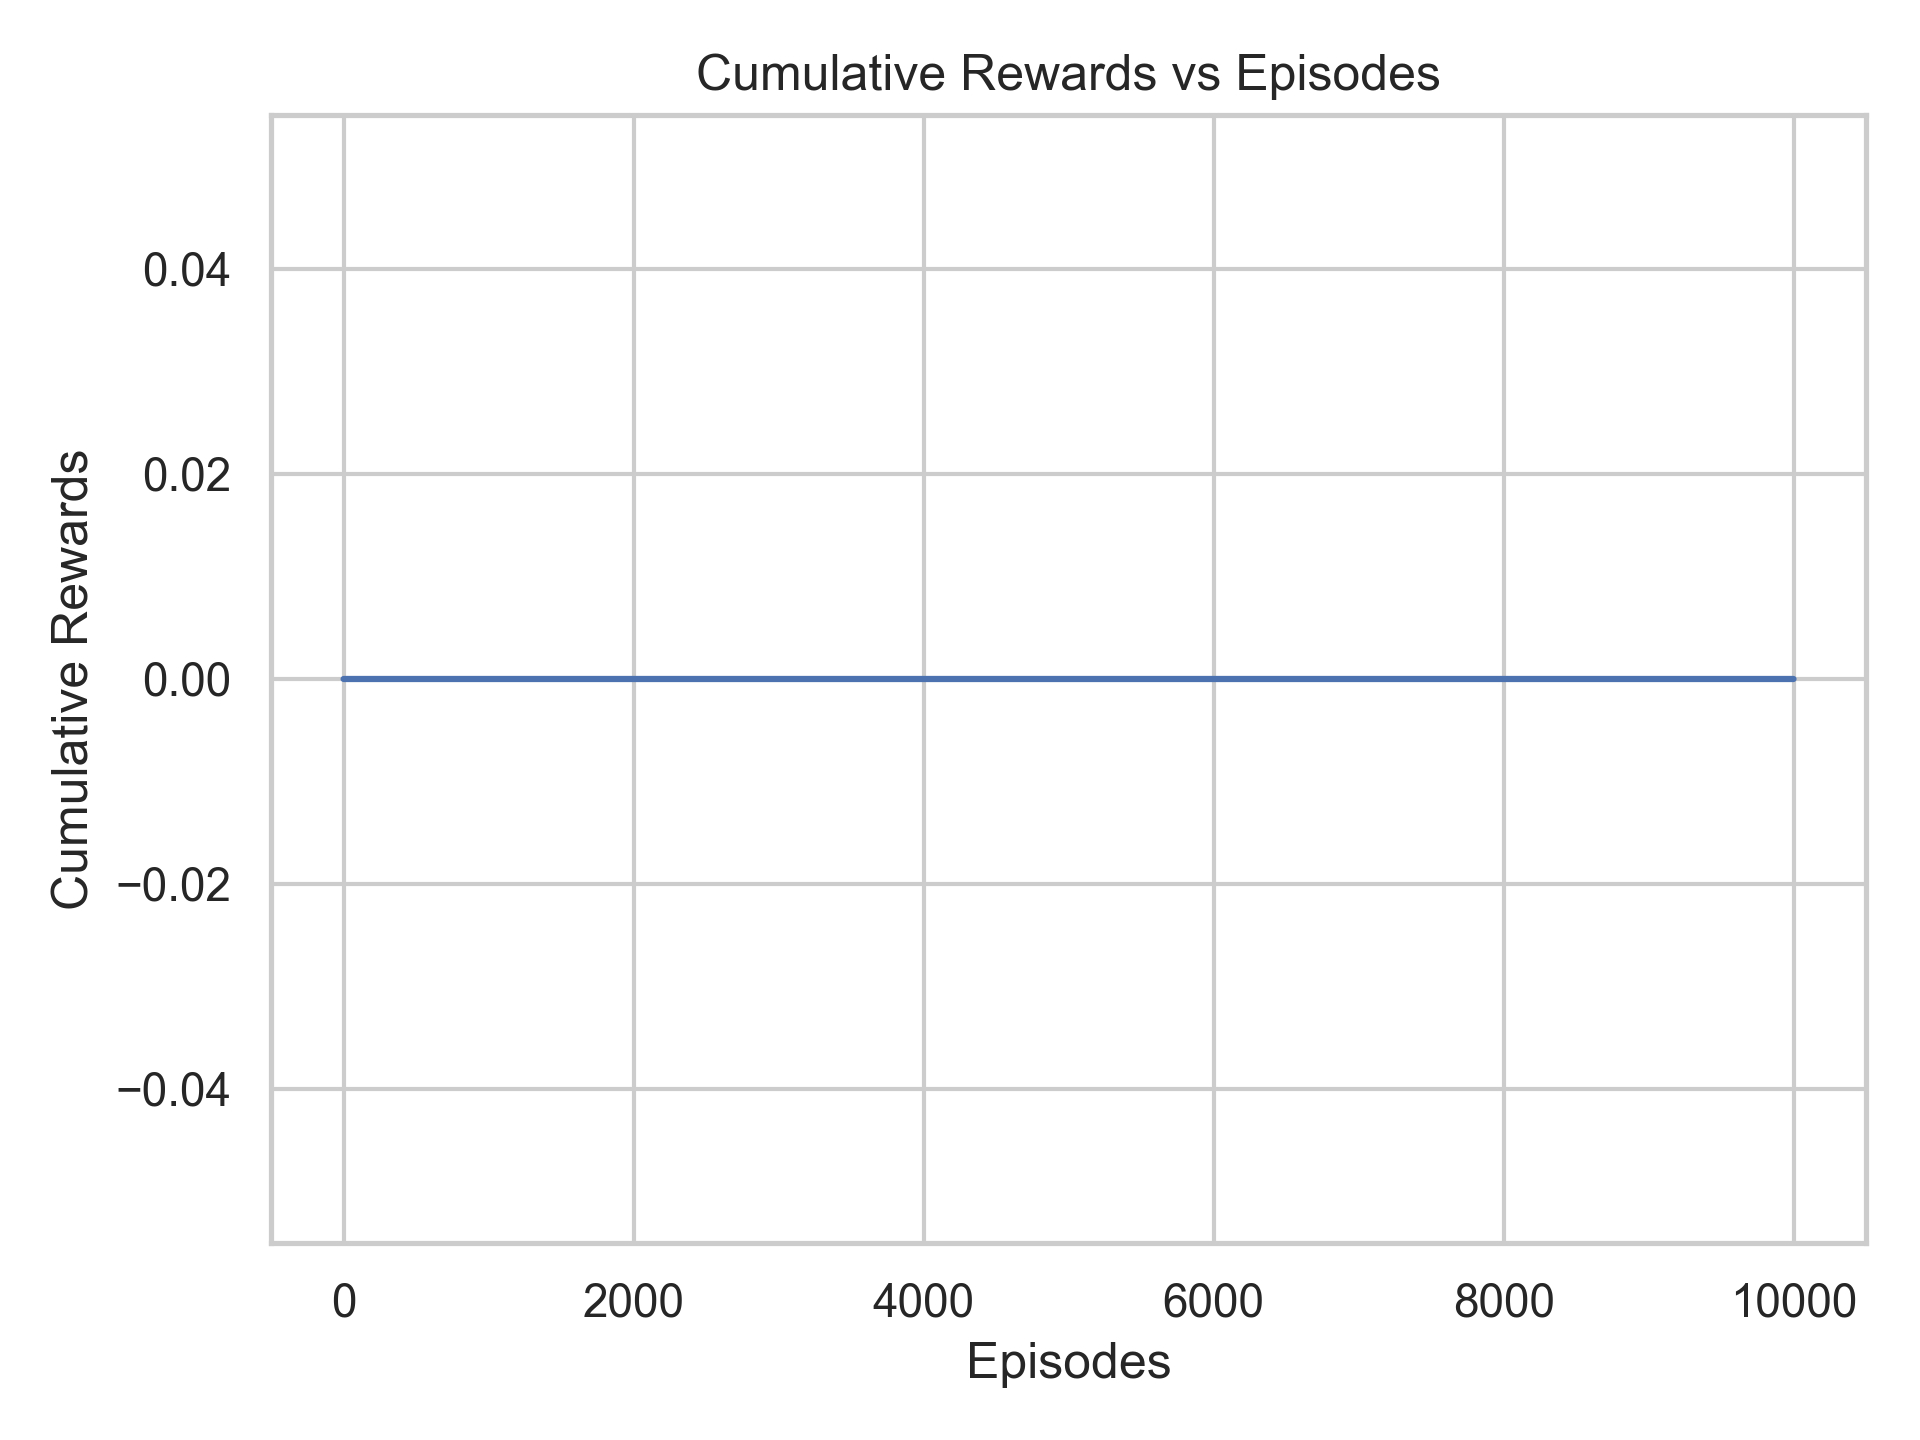 Cumulative Rewards vs Episodes
0.04
0.02
0.00
−0.02
−0.04
Cumulative Rewards
0 2000 4000 6000 8000 10000
Episodes